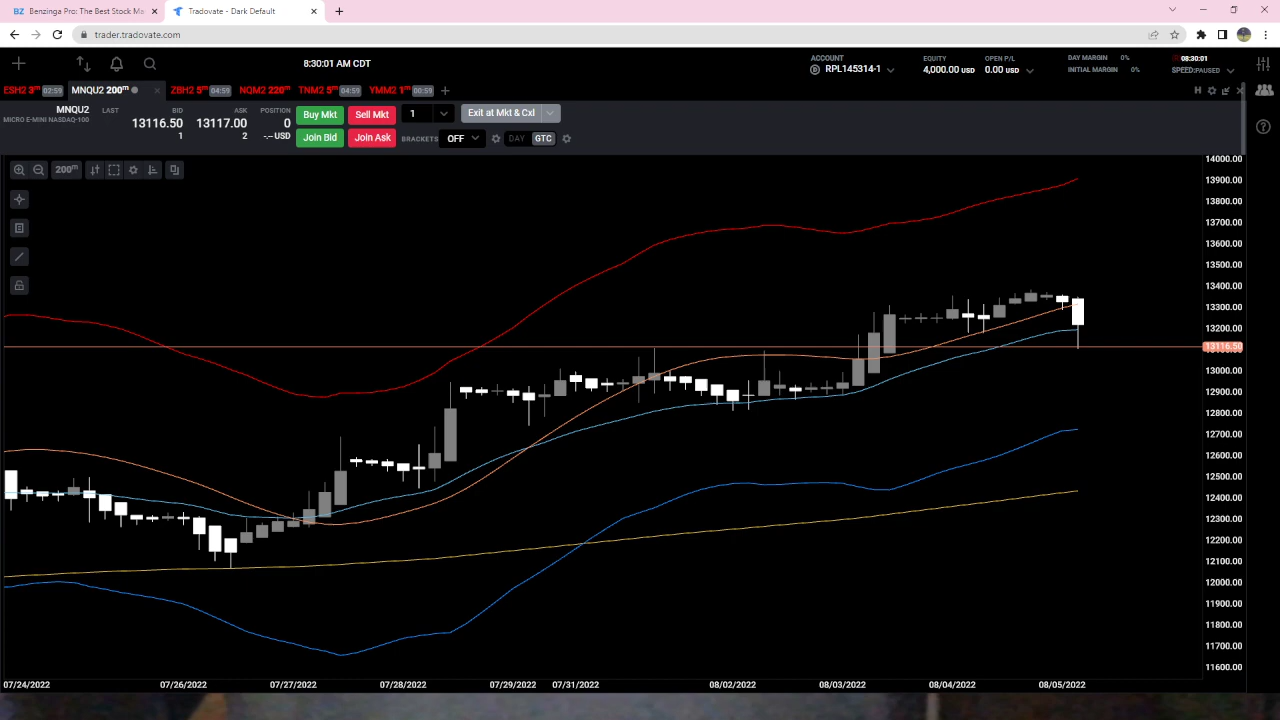 Benzinga Pro: The Best Stock Ma
Tradovate - Dark Default
trader.tradovate.com
8:30:01 AM CDT
ACCOUNT
RPL145314-1
EQUITY
4,000.00 USD
OPEN P/L
0.00 USD
DAY MARGIN 0%
INITIAL MARGIN 0%
08:30:01
SPEED:PAUSED
ESH2 3m 02:59 MNQU2 200m ZBH2 5m 04:59 NQM2 220m TNM2 5m 04:59 YMM2 1m 00:59
MNQU2
MICRO E-MINI NASDAQ-100
LAST
BID
13116.50
1
ASK
13117.00
2
POSITION
0
-.-- USD
Buy Mkt Sell Mkt 1 Exit at Mkt & Cxl
Join Bid Join Ask BRACKETS OFF DAY GTC
H
200m
14000.00
13900.00
13800.00
13700.00
13600.00
13500.00
13400.00
13300.00
13200.00
13116.50
13000.00
12900.00
12800.00
12700.00
12600.00
12500.00
12400.00
12300.00
12200.00
12100.00
12000.00
11900.00
11800.00
11700.00
11600.00
07/24/2022 07/26/2022 07/27/2022 07/28/2022 07/29/2022 07/31/2022 08/02/2022 08/03/2022 08/04/2022 08/05/2022